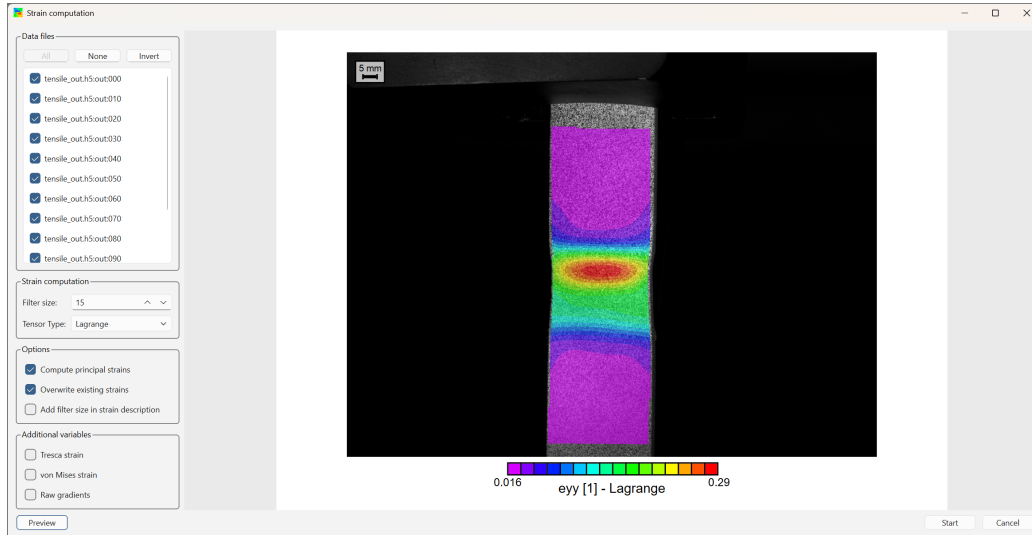 Strain computation
Data files
All None Invert
tensile_out.h5:out:000
tensile_out.h5:out:010
tensile_out.h5:out:020
tensile_out.h5:out:030
tensile_out.h5:out:040
tensile_out.h5:out:050
tensile_out.h5:out:060
tensile_out.h5:out:070
tensile_out.h5:out:080
tensile_out.h5:out:090
Strain computation
Filter size: 15
Tensor Type: Lagrange
Options
Compute principal strains
Overwrite existing strains
Add filter size in strain description
Additional variables
Tresca strain
von Mises strain
Raw gradients
5 mm
0.016 0.29
eyy [1] - Lagrange
Preview Start Cancel